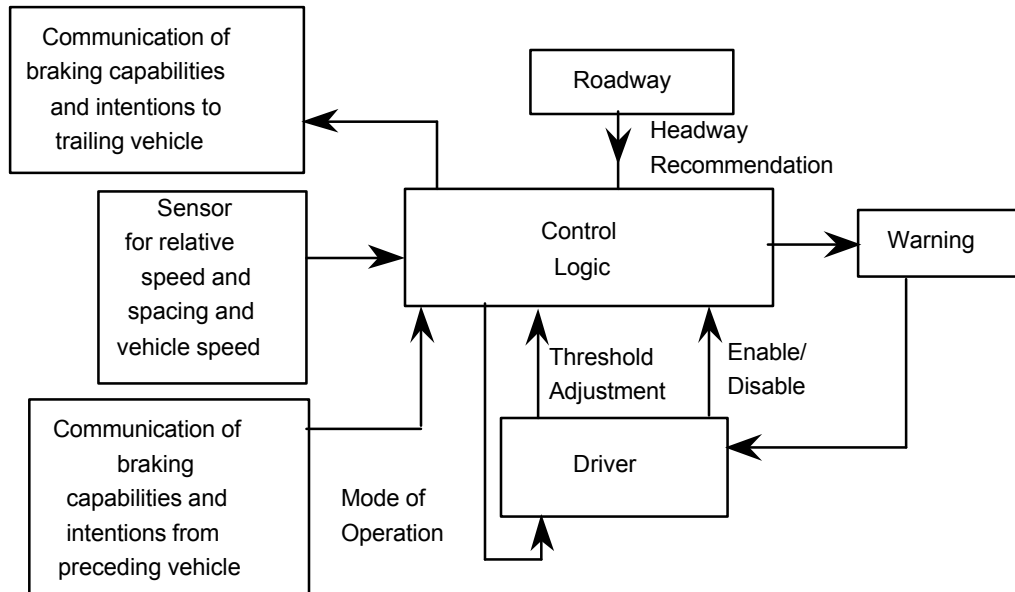 Communication of
braking capabilities
and intentions to
trailing vehicle
Roadway
Headway
Recommendation
Sensor
for relative
speed and
spacing and
vehicle speed
Control
Logic
Warning
Threshold
Adjustment
Enable/
Disable
Communication of
braking
capabilities and
intentions from
preceding vehicle
Mode of
Operation
Driver